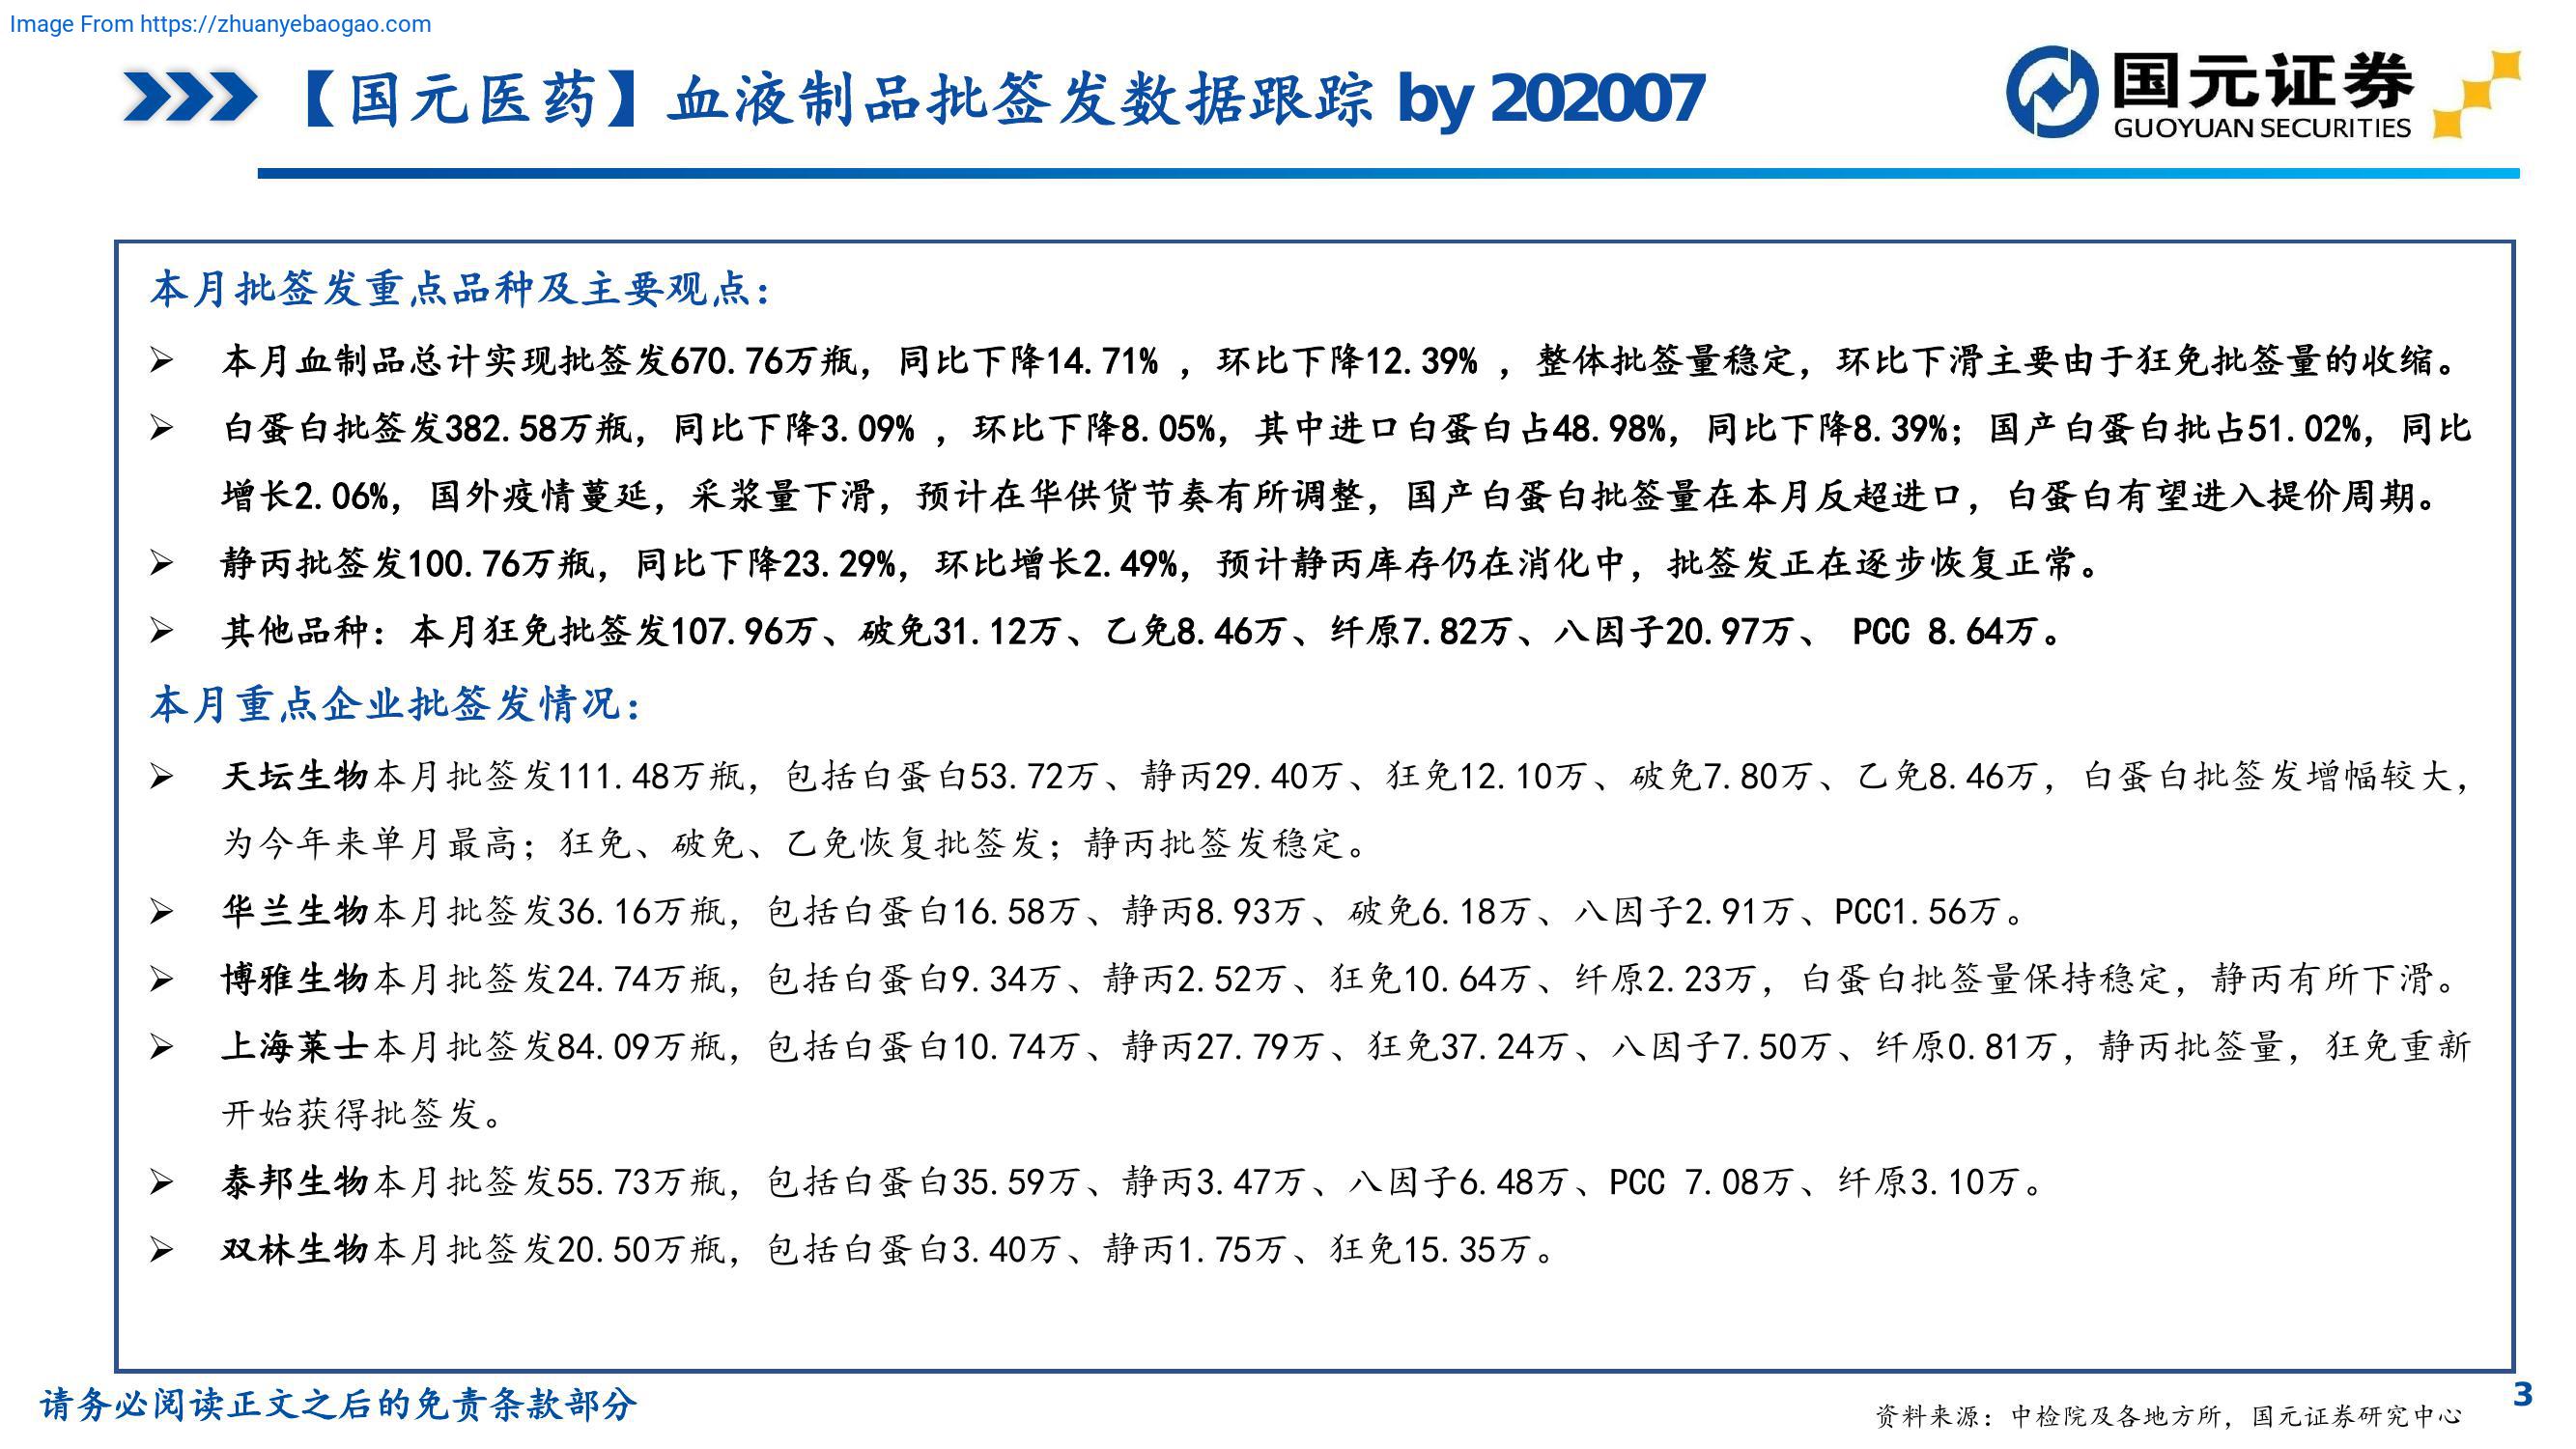 Image From https://zhuanyebaogao.com
【国元医药】血液制品批签发数据跟踪 by 202007
国元证券
GUOYUAN SECURITIES
本月批签发重点品种及主要观点：
➢ 本月血制品总计实现批签发670.76万瓶，同比下降14.71% ，环比下降12.39% ，整体批签量稳定，环比下滑主要由于狂免批签量的收缩。
➢ 白蛋白批签发382.58万瓶，同比下降3.09% ，环比下降8.05%，其中进口白蛋白占48.98%，同比下降8.39%；国产白蛋白批占51.02%，同比
增长2.06%，国外疫情蔓延，采浆量下滑，预计在华供货节奏有所调整，国产白蛋白批签量在本月反超进口，白蛋白有望进入提价周期。
➢ 静丙批签发100.76万瓶，同比下降23.29%，环比增长2.49%，预计静丙库存仍在消化中，批签发正在逐步恢复正常。
➢ 其他品种：本月狂免批签发107.96万、破免31.12万、乙免8.46万、纤原7.82万、八因子20.97万、 PCC 8.64万。
本月重点企业批签发情况：
➢ 天坛生物本月批签发111.48万瓶，包括白蛋白53.72万、静丙29.40万、狂免12.10万、破免7.80万、乙免8.46万，白蛋白批签发增幅较大，
为今年来单月最高；狂免、破免、乙免恢复批签发；静丙批签发稳定。
➢ 华兰生物本月批签发36.16万瓶，包括白蛋白16.58万、静丙8.93万、破免6.18万、八因子2.91万、PCC1.56万。
➢ 博雅生物本月批签发24.74万瓶，包括白蛋白9.34万、静丙2.52万、狂免10.64万、纤原2.23万，白蛋白批签量保持稳定，静丙有所下滑。
➢ 上海莱士本月批签发84.09万瓶，包括白蛋白10.74万、静丙27.79万、狂免37.24万、八因子7.50万、纤原0.81万，静丙批签量，狂免重新
开始获得批签发。
➢ 泰邦生物本月批签发55.73万瓶，包括白蛋白35.59万、静丙3.47万、八因子6.48万、PCC 7.08万、纤原3.10万。
➢ 双林生物本月批签发20.50万瓶，包括白蛋白3.40万、静丙1.75万、狂免15.35万。
请务必阅读正文之后的免责条款部分
资料来源：中检院及各地方所，国元证券研究中心
3